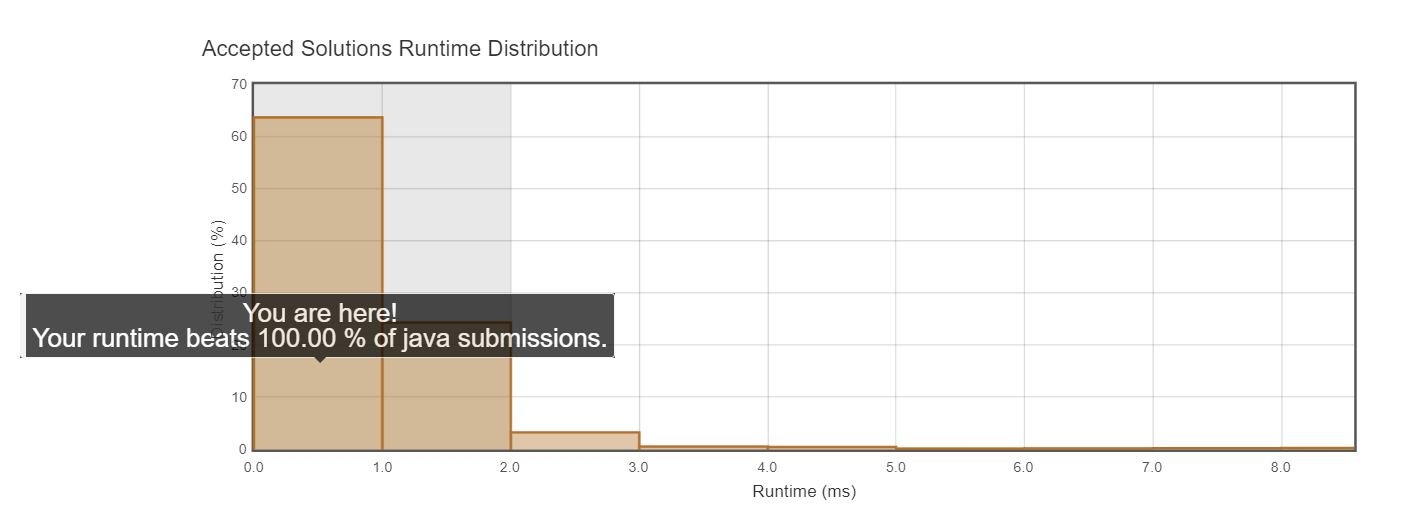 Accepted Solutions Runtime Distribution
70
60
50
40
30
10
0
Distribution (%)
You are here!
Your runtime beats 100.00 % of java submissions.
0.0 1.0 2.0 3.0 4.0 5.0 6.0 7.0 8.0
Runtime (ms)